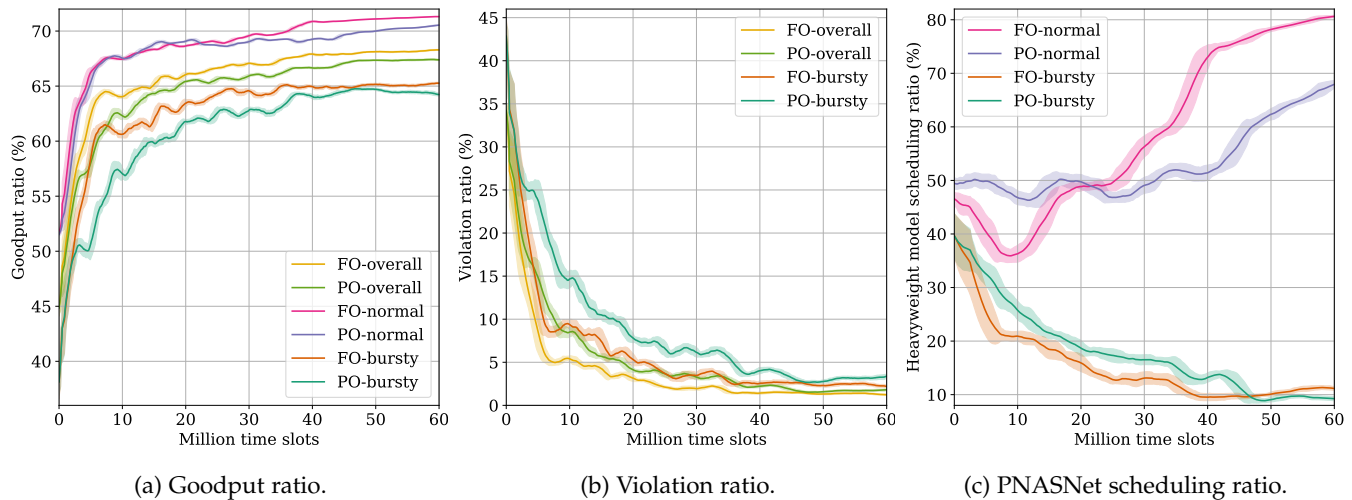 70
65
60
55
50
45
40
Goodput ratio (%)
FO-overall
PO-overall
FO-normal
PO-normal
FO-bursty
PO-bursty
0 10 20 30 40 50 60
Million time slots
(a) Goodput ratio.
45
40
35
30
25
20
15
10
5
0
Violation ratio (%)
FO-overall
PO-overall
FO-bursty
PO-bursty
0 10 20 30 40 50 60
Million time slots
(b) Violation ratio.
80
70
60
50
40
30
20
10
Heavyweight model scheduling ratio (%)
FO-normal
PO-normal
FO-bursty
PO-bursty
0 10 20 30 40 50 60
Million time slots
(c) PNASNet scheduling ratio.